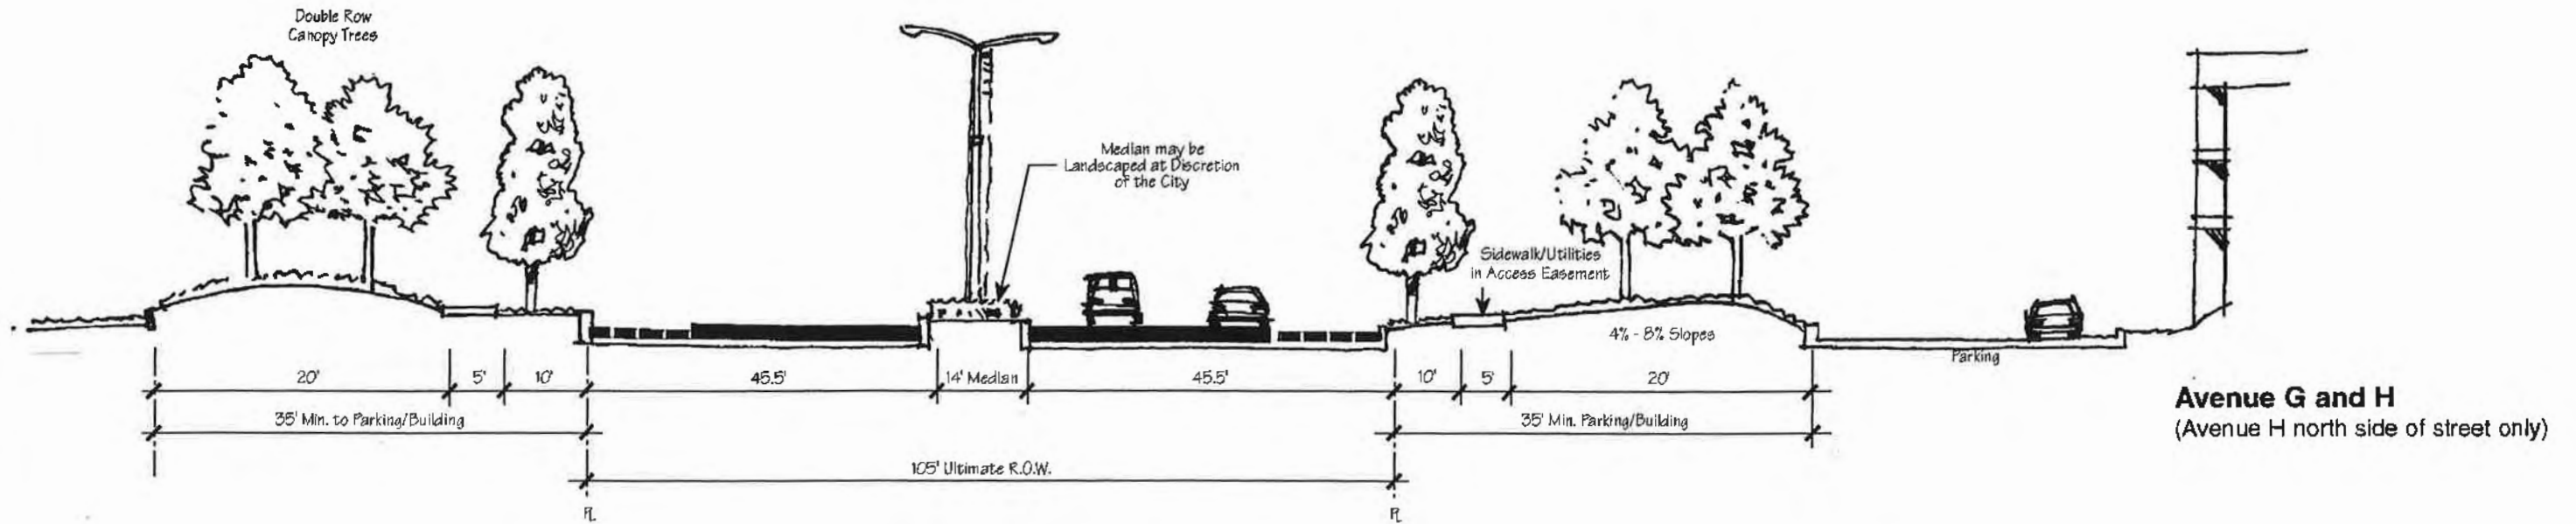 Double Row
Canopy Trees
Median may be
Landscaped at Discretion
of the City
Sidewalk/Utilities
in Access Easement
4% - 8% Slopes
Parking
20'
5'
10'
45.5'
14' Median
45.5'
10'
5'
20'
35' Min. to Parking/Building
35' Min. Parking/Building
105' Ultimate R.O.W.
PL
PL
Avenue G and H
(Avenue H north side of street only)